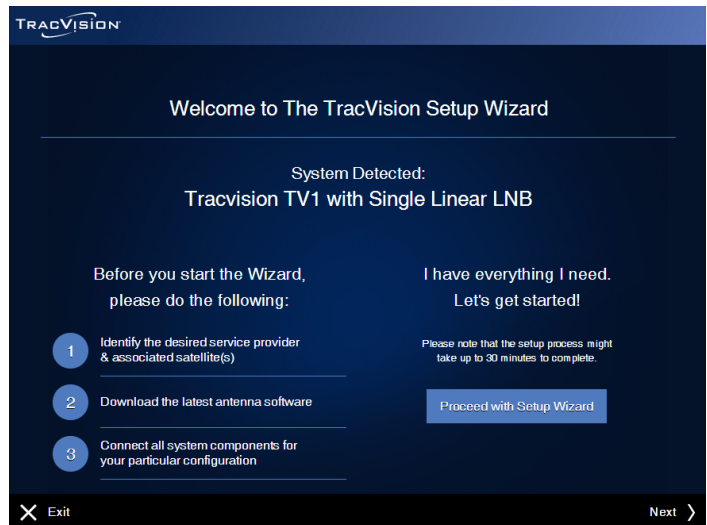 TracVision
Welcome to The TracVision Setup Wizard
System Detected:
Tracvision TV1 with Single Linear LNB
Before you start the Wizard,
please do the following:
1
Identify the desired service provider
& associated satellite(s)
2
Download the latest antenna software
3
Connect all system components for
your particular configuration
I have everything I need.
Let's get started!
Please note that the setup process might
take up to 30 minutes to complete.
Proceed with Setup Wizard
Exit
Next